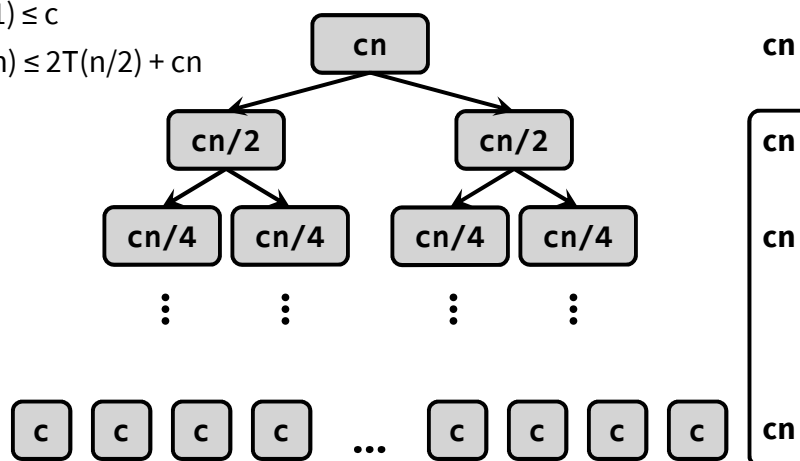 1) ≤ c
n) ≤ 2T(n/2) + cn
cn cn
cn/2 cn/2 cn
cn/4 cn/4 cn/4 cn/4 cn
c c c c ... c c c c cn